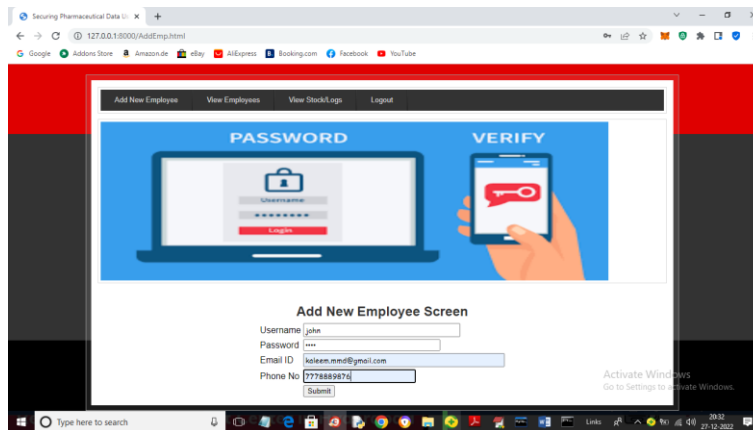 Securing Pharmaceutical Data Us
127.0.0.1:8000/AddEmp.html
Google Addons Store Amazon.de eBay AliExpress Booking.com Facebook YouTube
Add New Employee View Employees View Stock/Logs Logout
PASSWORD VERIFY
Username
********
Login
Add New Employee Screen
Username john
Password ••••
Email ID kaleem.mmd@gmail.com
Phone No 7778889876
Submit
Activate Windows
Go to Settings to activate Windows.
Type here to search
Links
20:32
27-12-2022